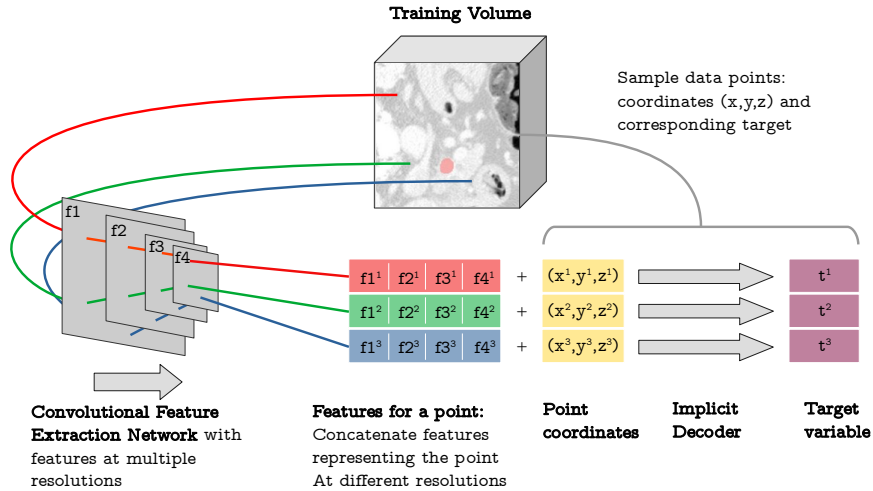 Training Volume
Sample data points:
coordinates (x,y,z) and
corresponding target
f1
f2
f3
f4
f1¹ f2¹ f3¹ f4¹ + (x¹,y¹,z¹) t¹
f1² f2² f3² f4² + (x²,y²,z²) t²
f1³ f2³ f3³ f4³ + (x³,y³,z³) t³
Convolutional Feature
Extraction Network with
features at multiple
resolutions
Features for a point:
Concatenate features
representing the point
At different resolutions
Point
coordinates
Implicit
Decoder
Target
variable